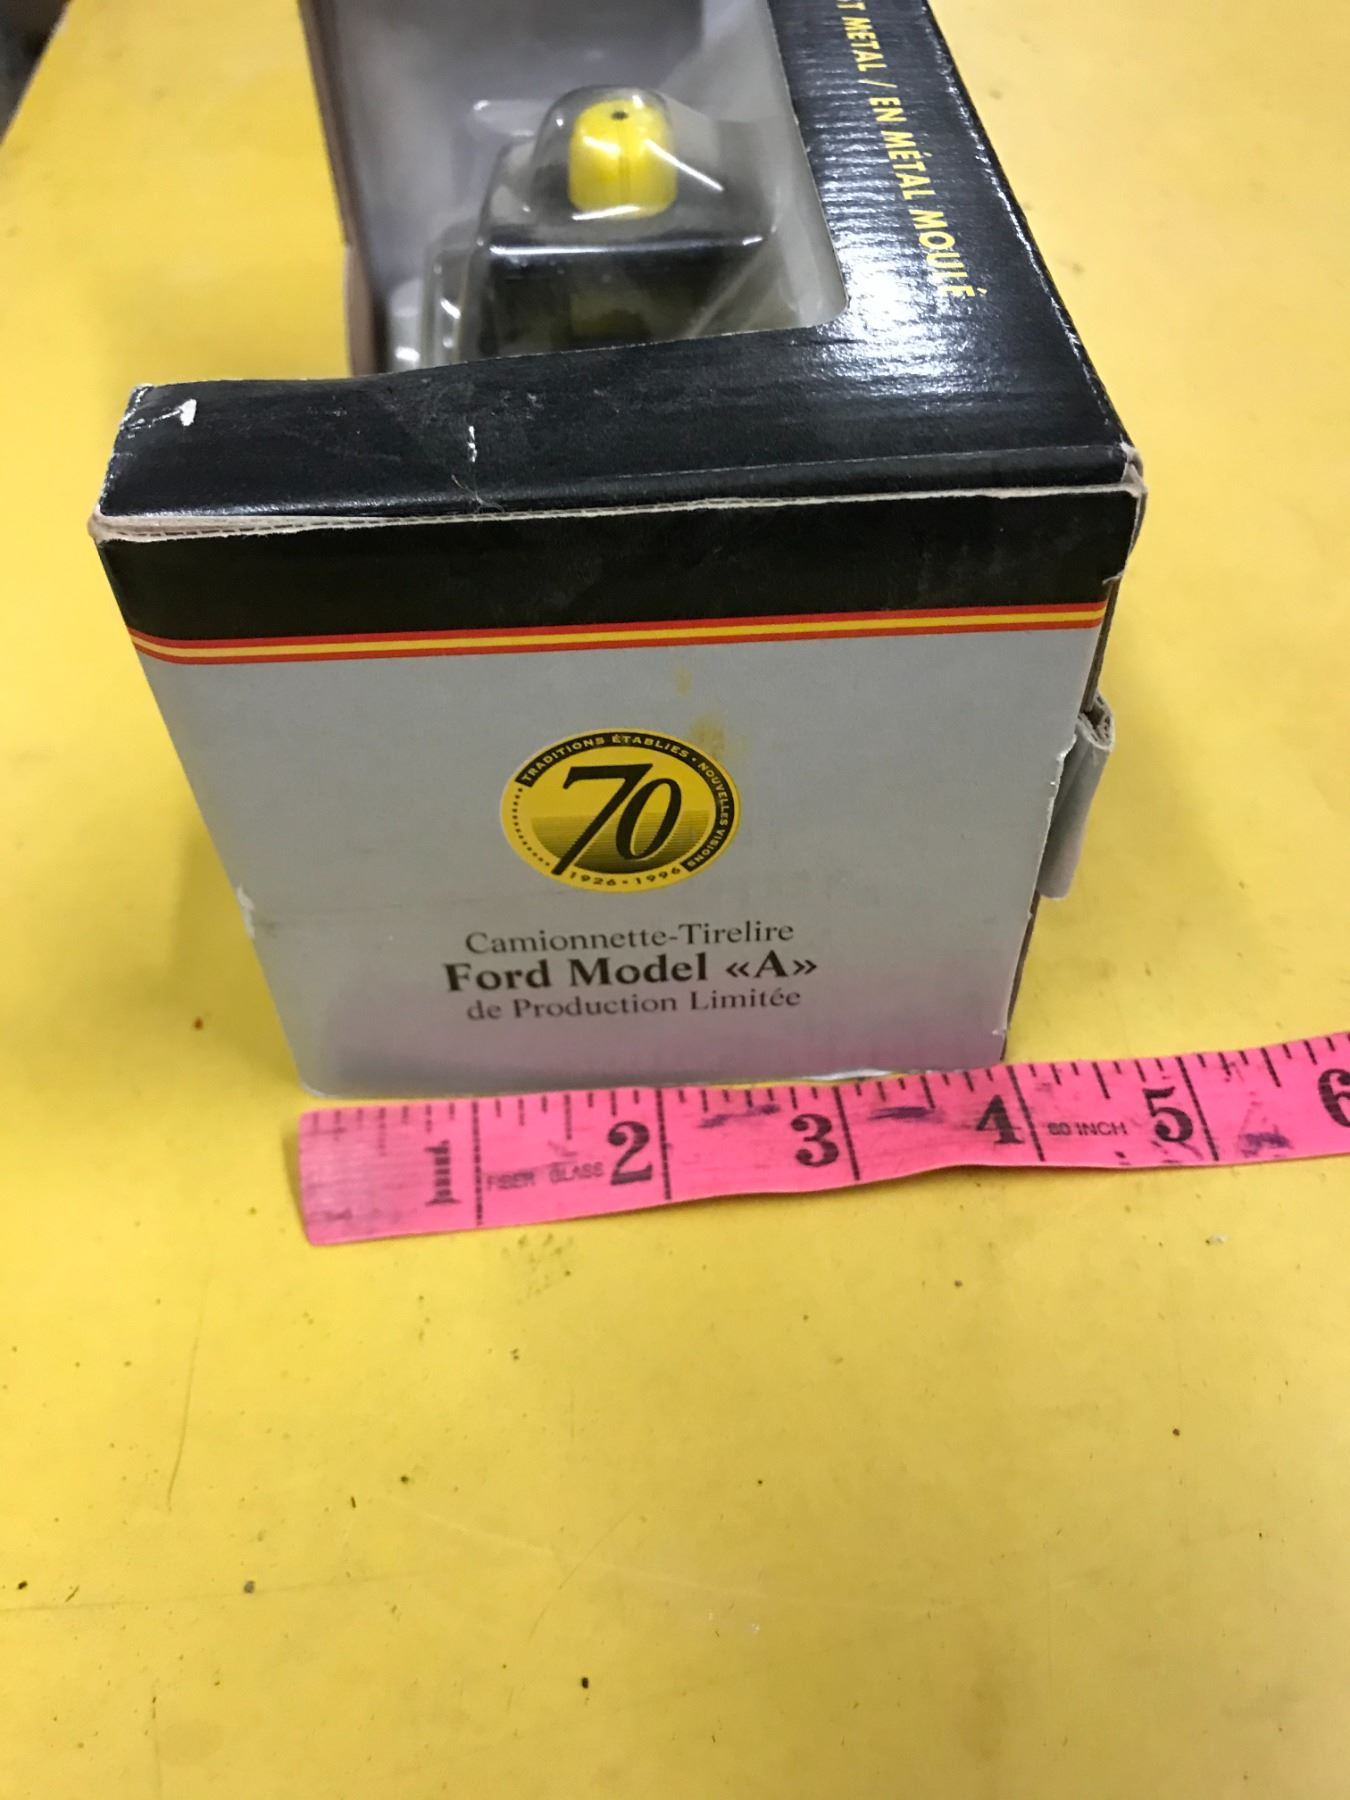 ST METAL / EN MÉTAL MOULÉ
TRADITIONS ÉTABLIES • NOUVELLES VISIONS
70
1926 • 1996
Camionnette-Tirelire
Ford Model «A»
de Production Limitée
1 2 3 4 5 6
FIBER GLASS
60 INCH